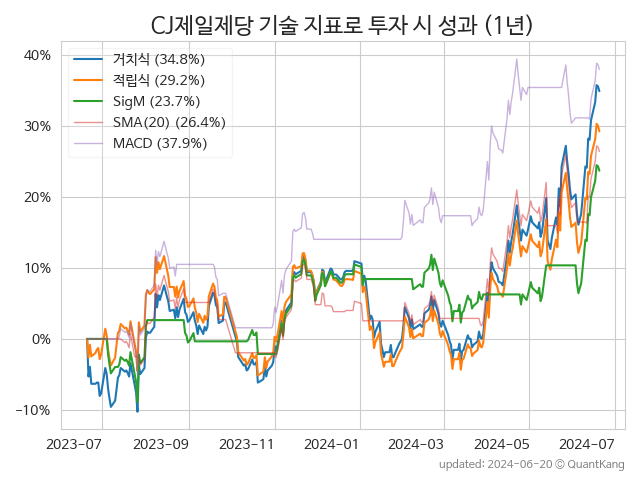 CJ제일제당 기술 지표로 투자 시 성과 (1년)
거치식 (34.8%)
적립식 (29.2%)
SigM (23.7%)
SMA(20) (26.4%)
MACD (37.9%)
40%
30%
20%
10%
0%
−10%
2023-07 2023-09 2023-11 2024-01 2024-03 2024-05 2024-07
updated: 2024-06-20 © QuantKang